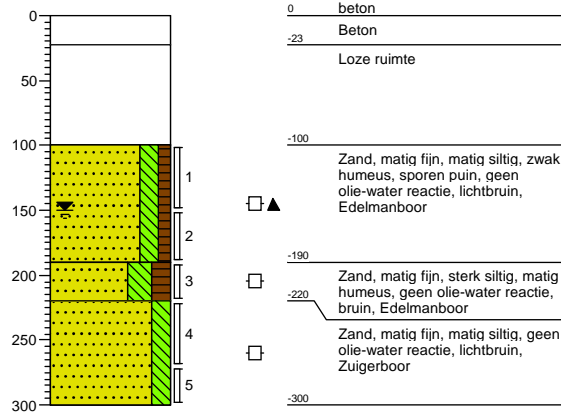 0
50
100
150
200
250
300
1
2
3
4
5
0
beton
Beton
-23
Loze ruimte
-100
Zand, matig fijn, matig siltig, zwak
humeus, sporen puin, geen
olie-water reactie, lichtbruin,
Edelmanboor
-190
Zand, matig fijn, sterk siltig, matig
humeus, geen olie-water reactie,
bruin, Edelmanboor
-220
Zand, matig fijn, matig siltig, geen
olie-water reactie, lichtbruin,
Zuigerboor
-300